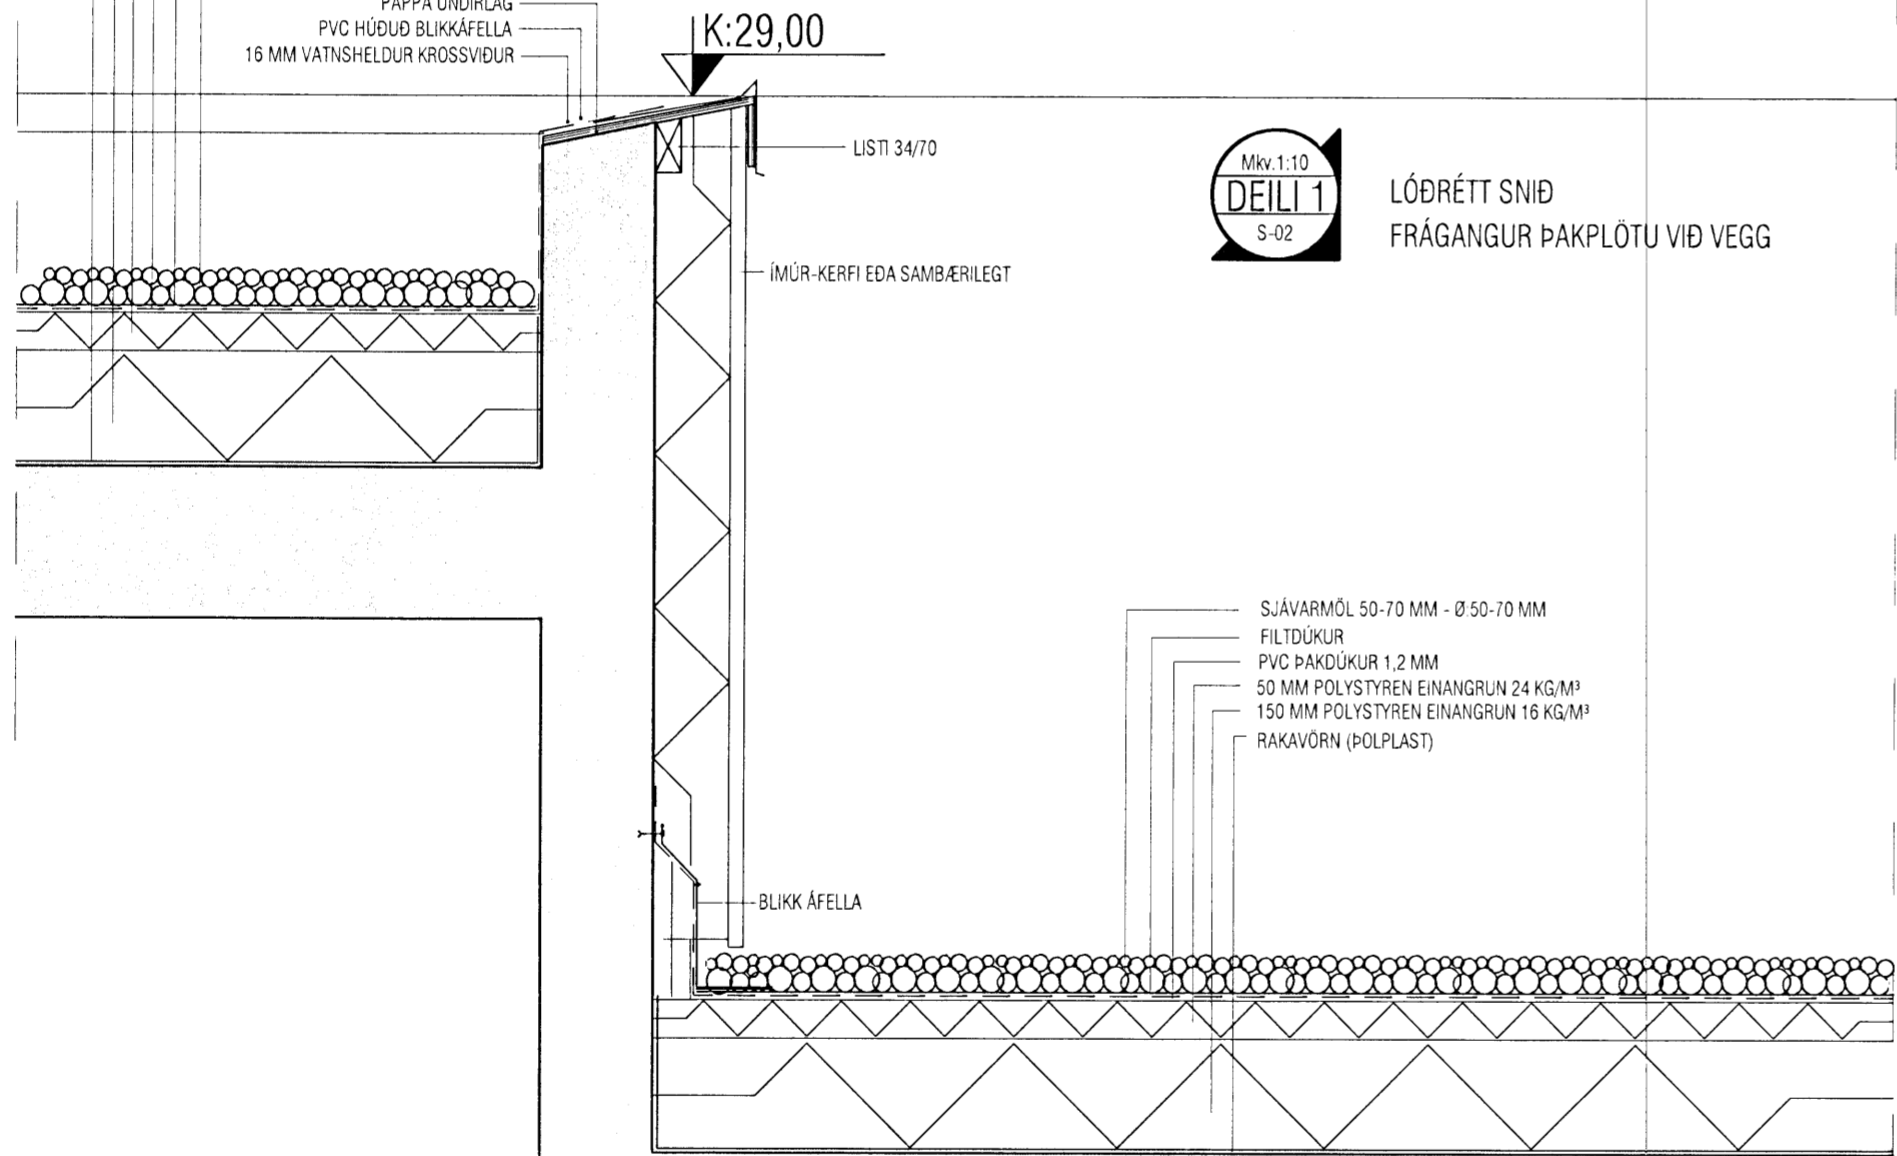 PAPPA UNDIRLAG
PVC HÚÐUÐ BLIKKÁFELLA
16 MM VATNSHELDUR KROSSVIÐUR
K:29,00
LISTI 34/70
ÍMÚR-KERFI EÐA SAMBÆRILEGT
Mkv.1:10
DEILI 1
S-02
LÓÐRÉTT SNIÐ
FRÁGANGUR ÞAKPLÖTU VIÐ VEGG
SJÁVARMÖL 50-70 MM - Ø:50-70 MM
FILTDÚKUR
PVC ÞAKDÚKUR 1,2 MM
50 MM POLYSTYREN EINANGRUN 24 KG/M³
150 MM POLYSTYREN EINANGRUN 16 KG/M³
RAKAVÖRN (ÞOLPLAST)
BLIKK ÁFELLA